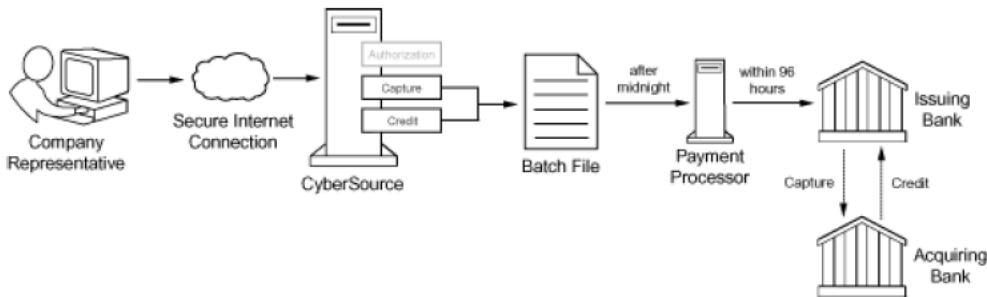 Company
Representative
Secure Internet
Connection
Authorization
Capture
Credit
CyberSource
Batch File
after
midnight
Payment
Processor
within 96
hours
Issuing
Bank
Capture
Credit
Acquiring
Bank